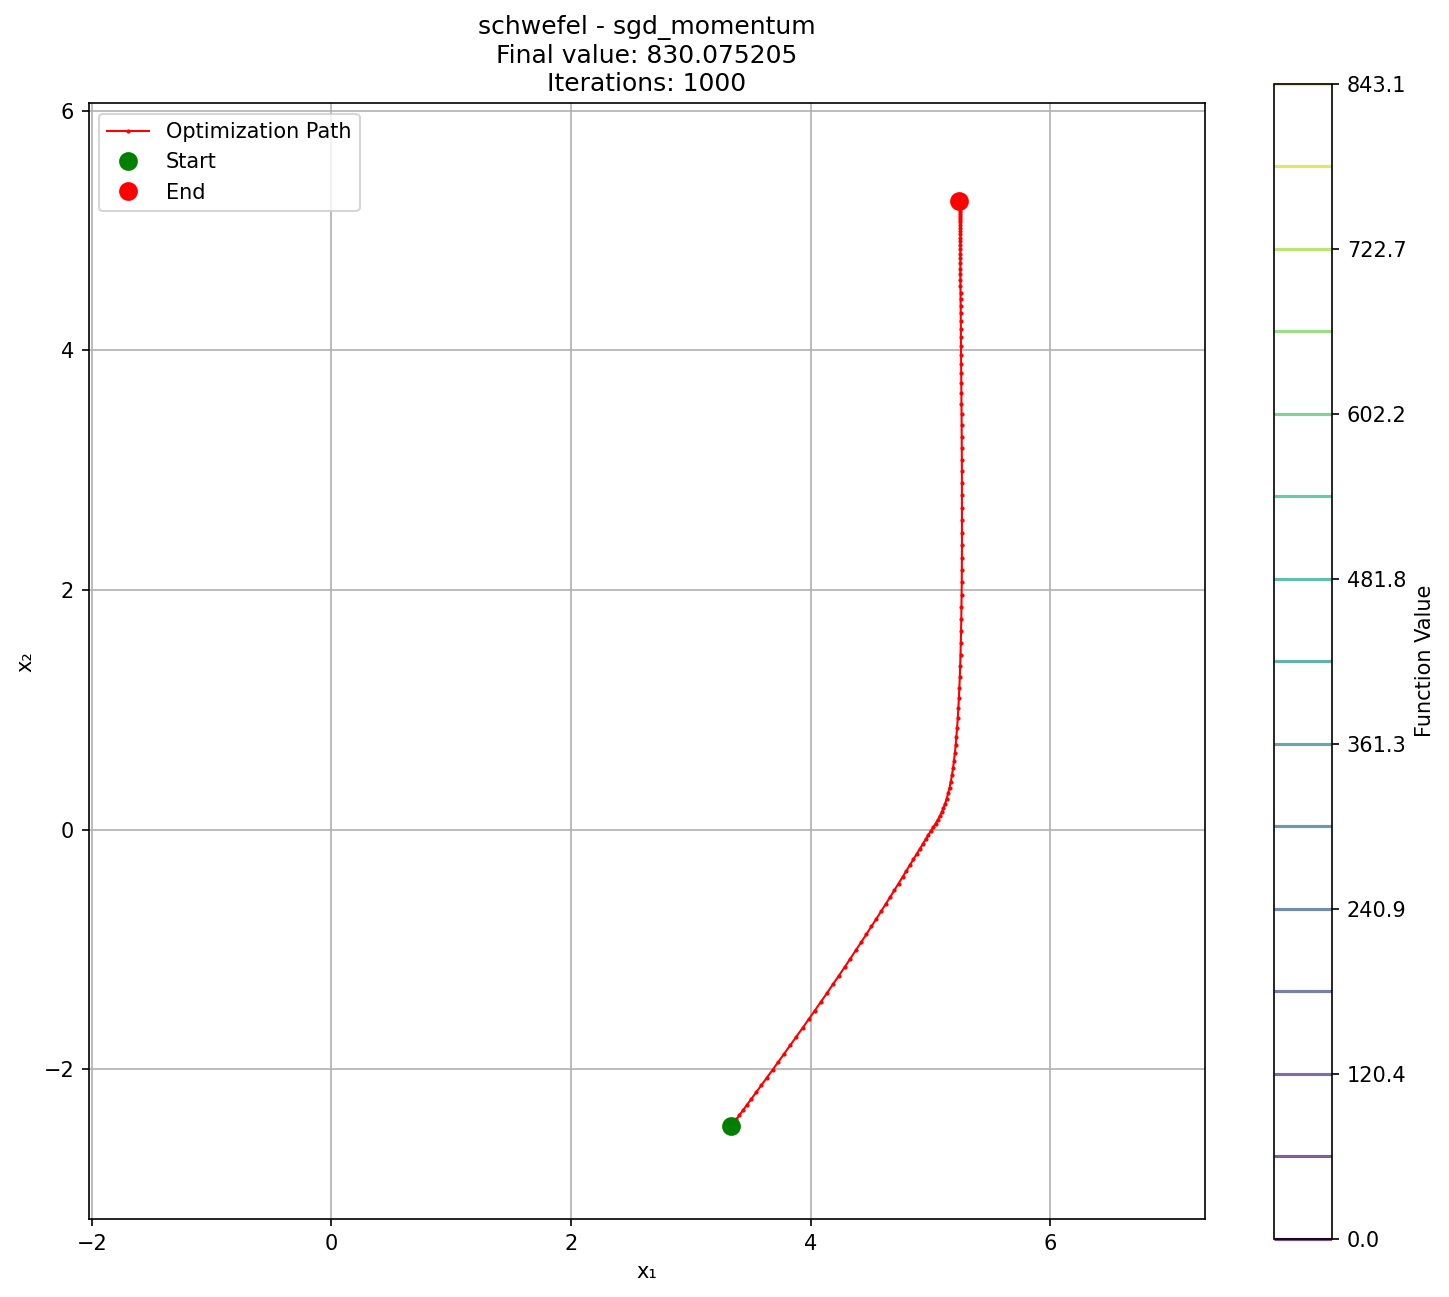 schwefel - sgd_momentum
Final value: 830.075205
Iterations: 1000
Optimization Path
Start
End
6
4
2
0
−2
x₂
−2
0
2
4
6
x₁
843.1
722.7
602.2
481.8
361.3
240.9
120.4
0.0
Function Value